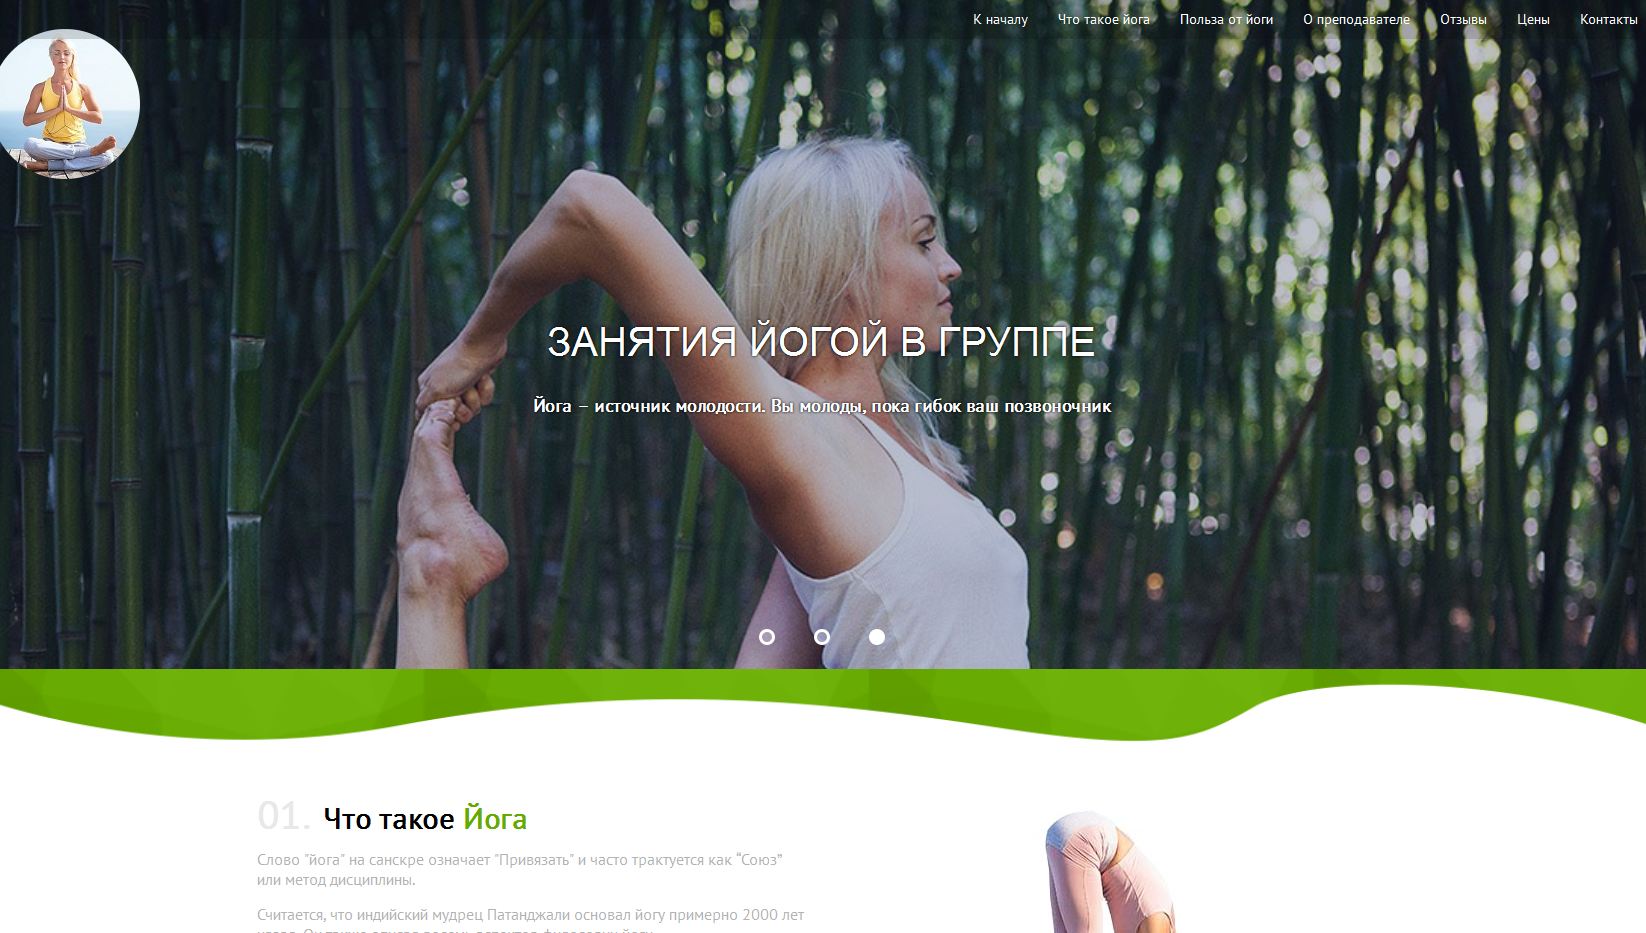 К началу Что такое йога Польза от йоги О преподавателе Отзывы Цены Контакты
ЗАНЯТИЯ ЙОГОЙ В ГРУППЕ
Йога – источник молодости. Вы молоды, пока гибок ваш позвоночник
01. Что такое Йога
Слово "йога" на санскре означает "Привязать" и часто трактуется как “Союз”
или метод дисциплины.
Считается, что индийский мудрец Патанджали основал йогу примерно 2000 лет